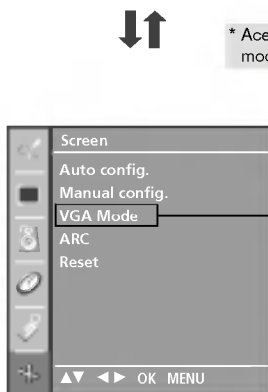 * Ace
mod
Screen
Auto config.
Manual config.
VGA Mode
ARC
Reset
▲▼ ◄► OK MENU